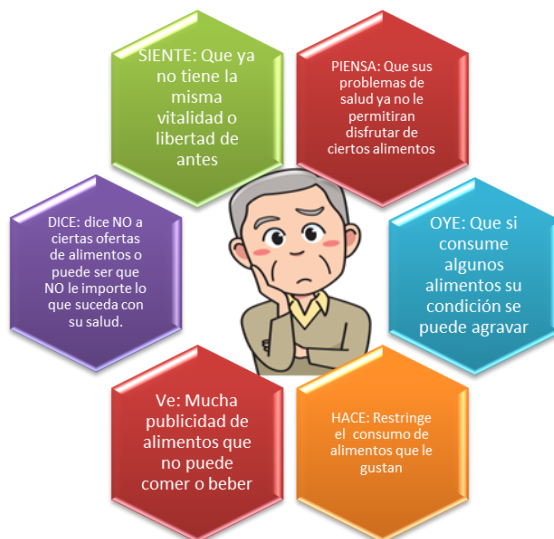 SIENTE: Que ya
no tiene la
misma
vitalidad o
libertad de
antes
PIENSA: Que sus
problemas de
salud ya no le
permitiran
disfrutar de
ciertos alimentos
DICE: dice NO a
ciertas ofertas
de alimentos o
puede ser que
NO le importe lo
que suceda con
su salud.
OYE: Que si
consume
algunos
alimentos su
condición se
puede agravar
Ve: Mucha
publicidad de
alimentos que
no puede
comer o beber
HACE: Restringe
el consumo de
alimentos que le
gustan